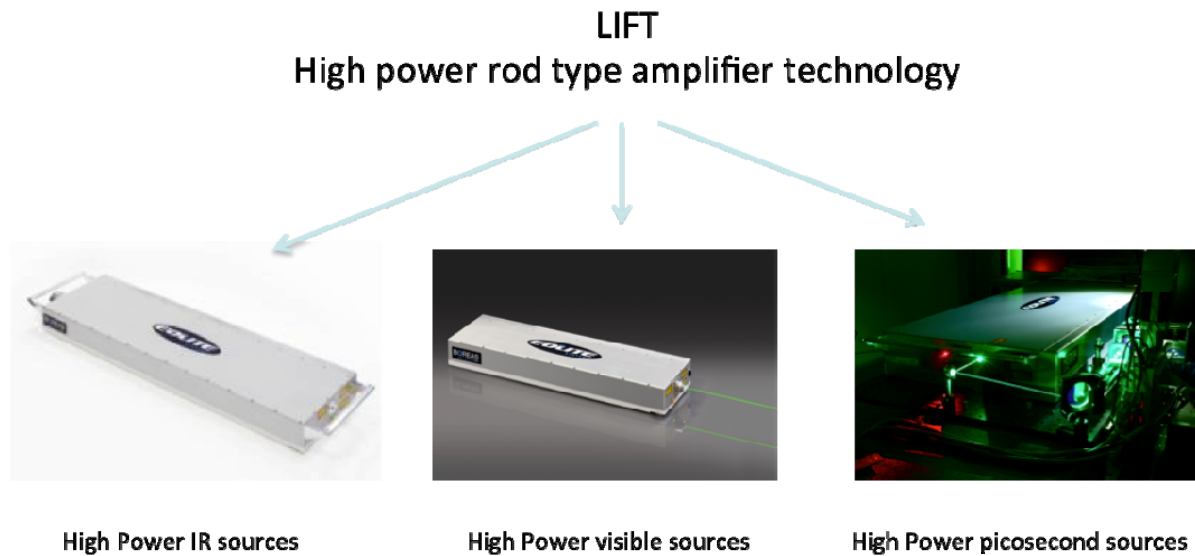 LIFT
High power rod type amplifier technology
EOLITE
BOREAS
EOLITE
BOREAS
EOLITE
High Power IR sources
High Power visible sources
High Power picosecond sources